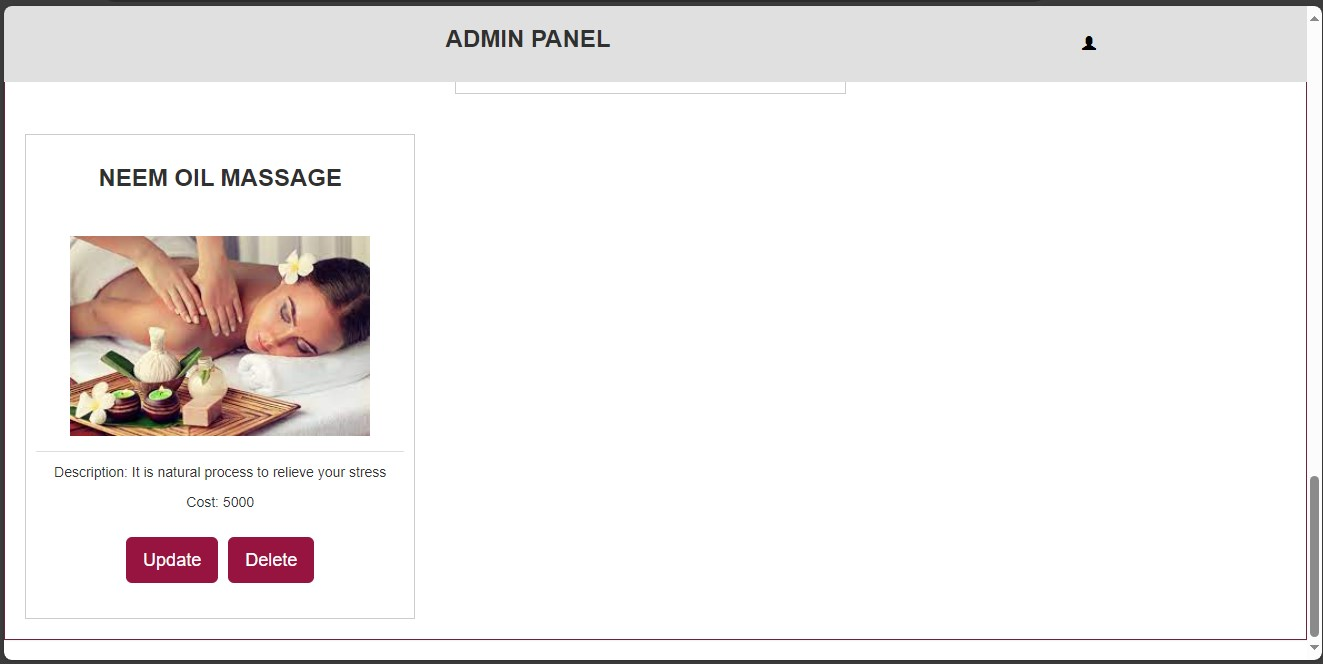 ADMIN PANEL
NEEM OIL MASSAGE
Description: It is natural process to relieve your stress
Cost: 5000
Update Delete